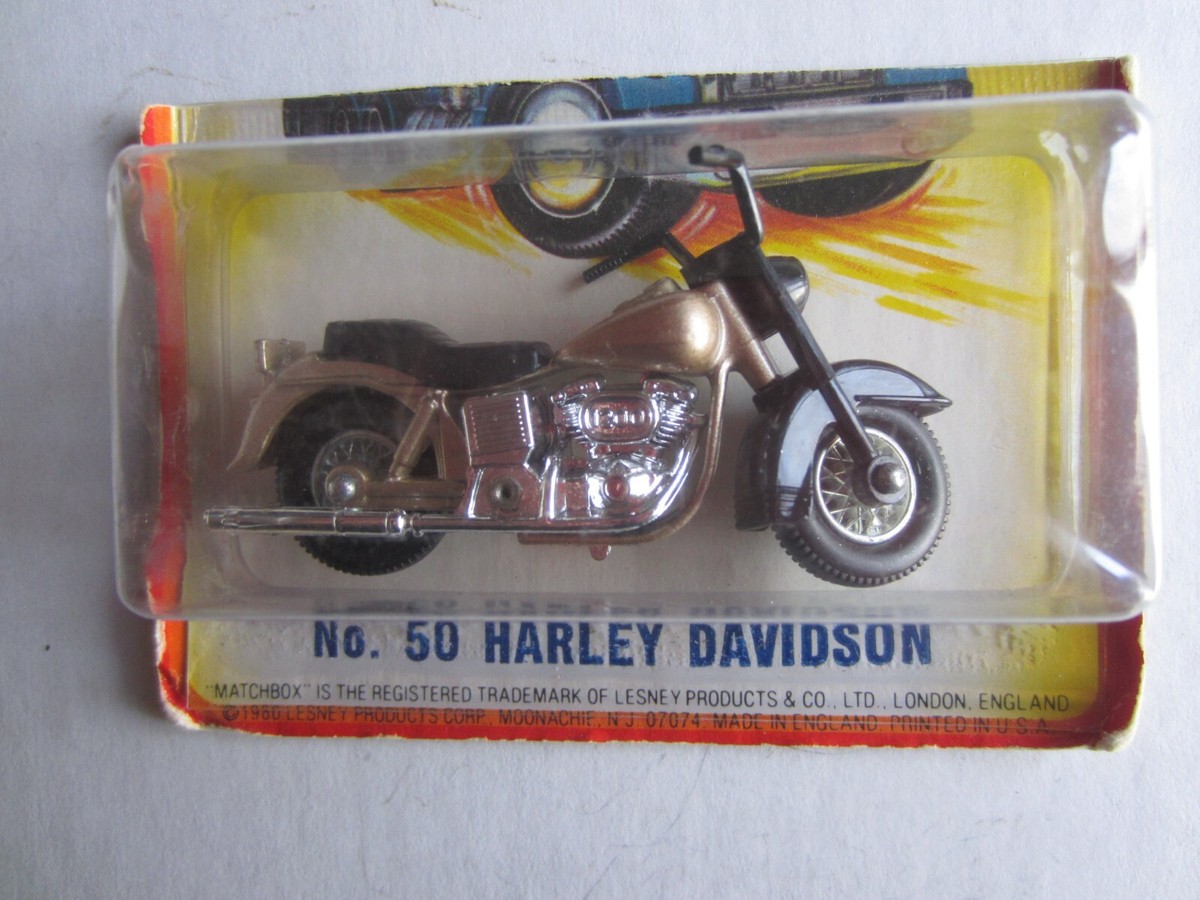 No. 50 HARLEY DAVIDSON
"MATCHBOX" IS THE REGISTERED TRADEMARK OF LESNEY PRODUCTS & CO., LTD., LONDON, ENGLAND
©1980 LESNEY PRODUCTS CORP., MOONACHIE, N.J. 07074 MADE IN ENGLAND. PRINTED IN U.S.A.